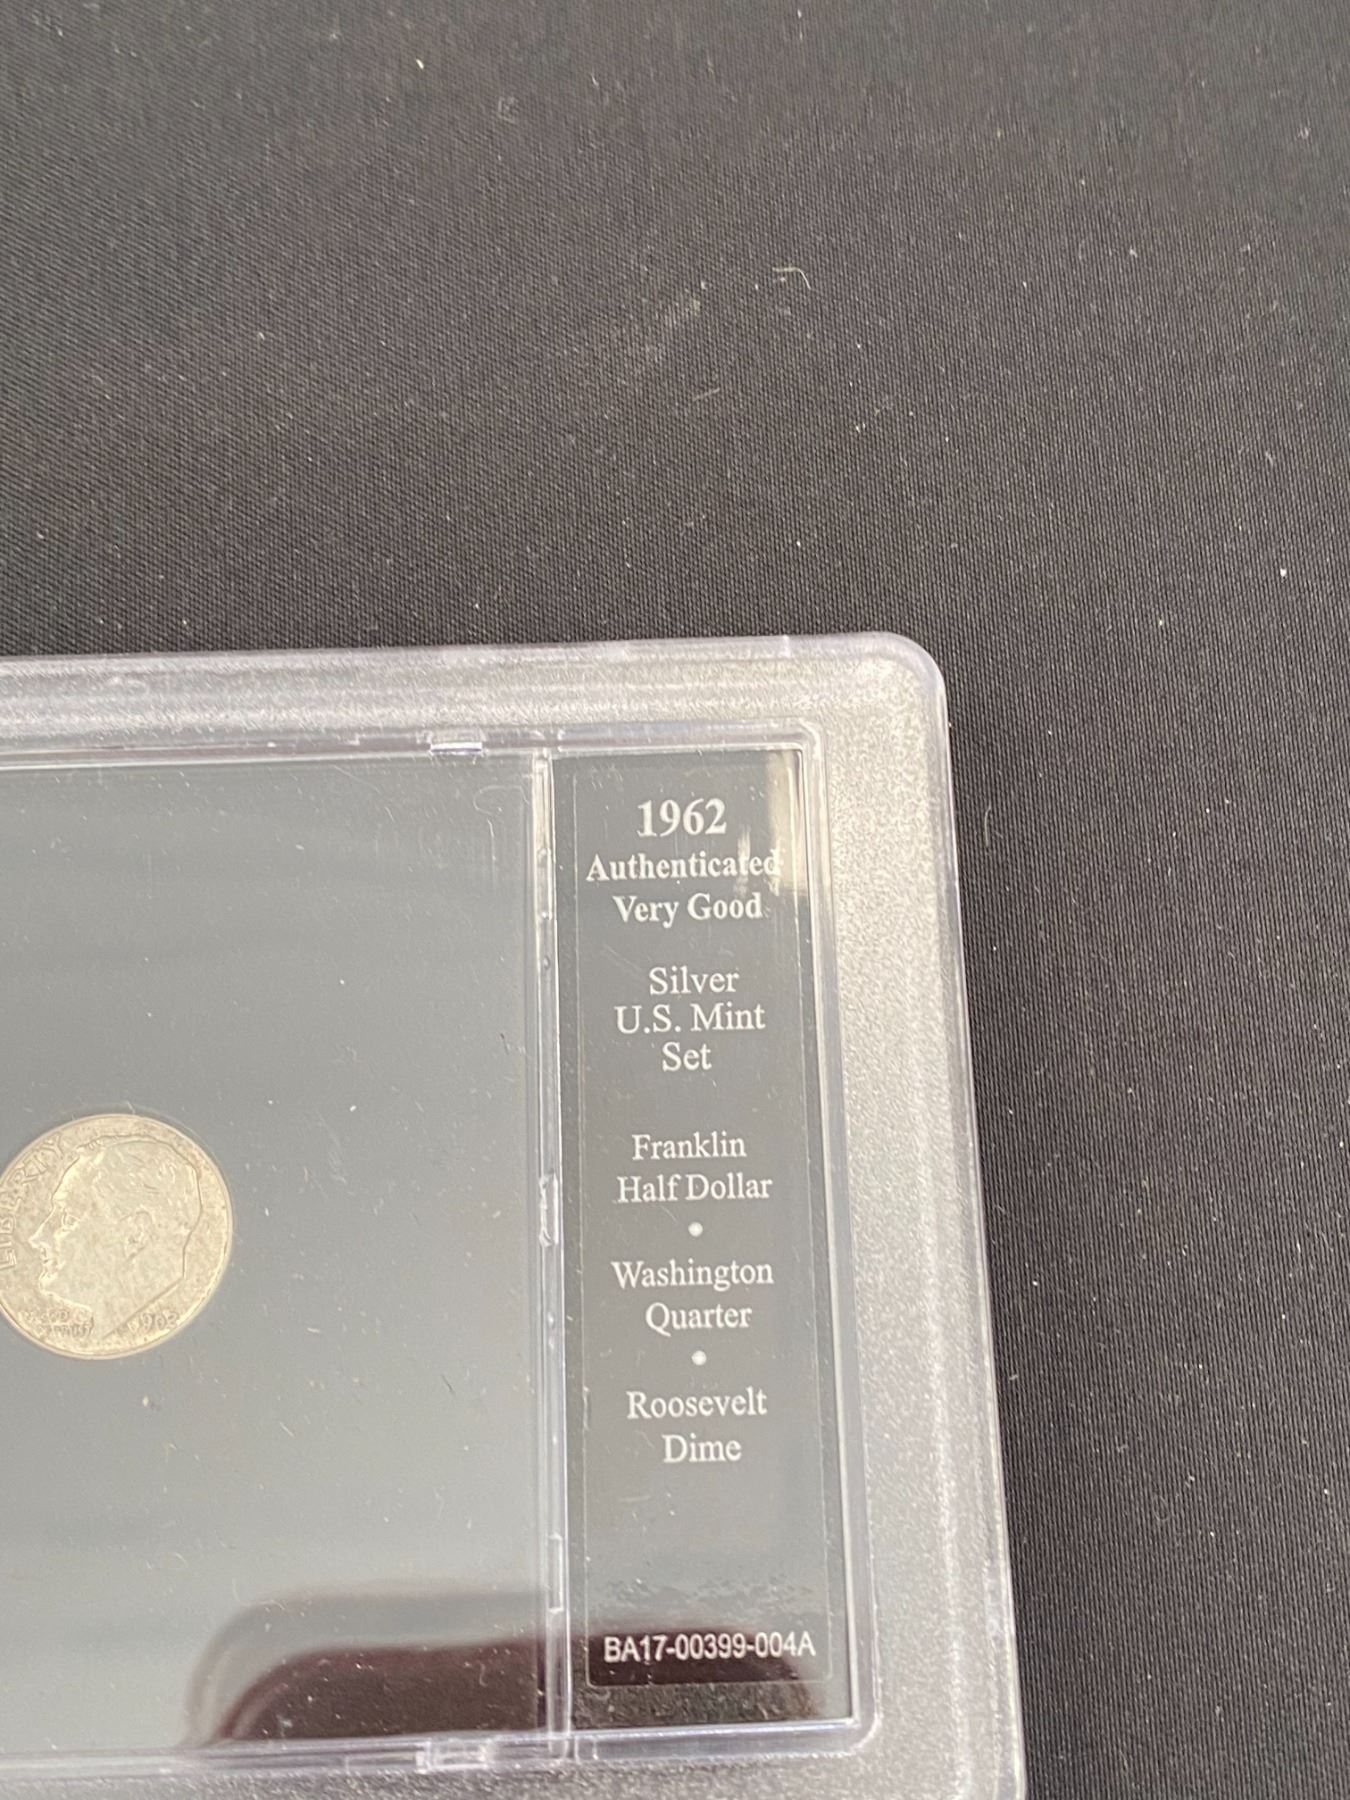 LIBERTY
1962
Authenticated
Very Good
Silver
U.S. Mint
Set
Franklin
Half Dollar
•
Washington
Quarter
•
Roosevelt
Dime
BA17-00399-004A